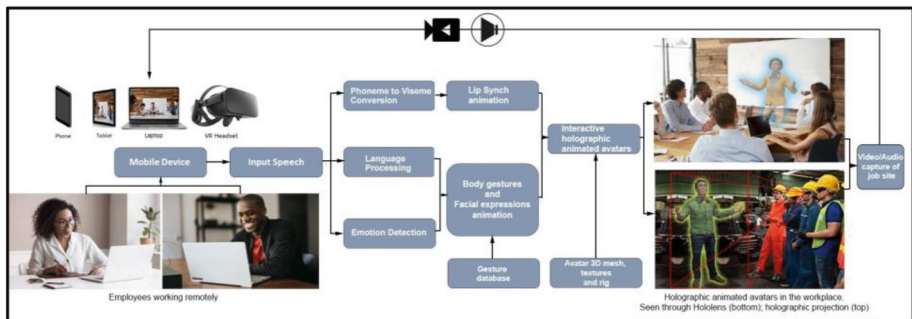 Phone
Tablet
Laptop
VR Headset
Mobile Device
Input Speech
Phoneme to Viseme
Conversion
Lip Synch
animation
Language
Processing
Emotion Detection
Body gestures
and
Facial expressions
animation
Gesture
database
Interactive
holographic
animated avatars
Avatar 3D mesh,
textures
and rig
Video/Audio
capture of
job site
Employees working remotely
Holographic animated avatars in the workplace.
Seen through Hololens (bottom); holographic projection (top)